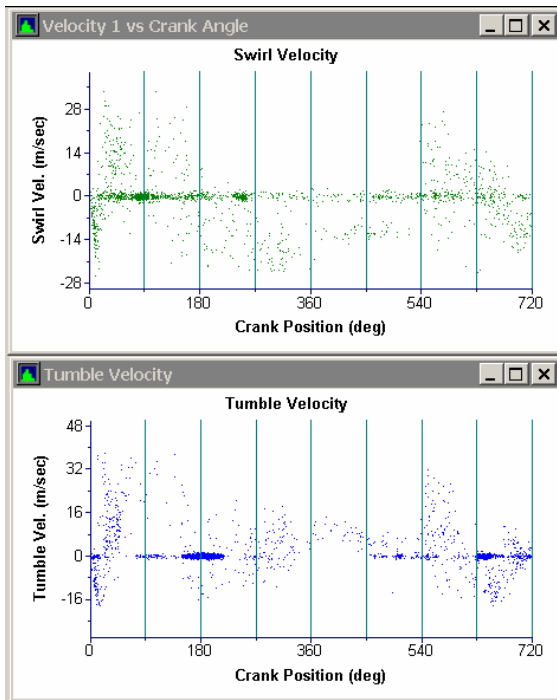 Velocity 1 vs Crank Angle
Swirl Velocity
Swirl Vel. (m/sec)
28
14
0
-14
-28
0 180 360 540 720
Crank Position (deg)
Tumble Velocity
Tumble Velocity
Tumble Vel. (m/sec)
48
32
16
0
-16
0 180 360 540 720
Crank Position (deg)